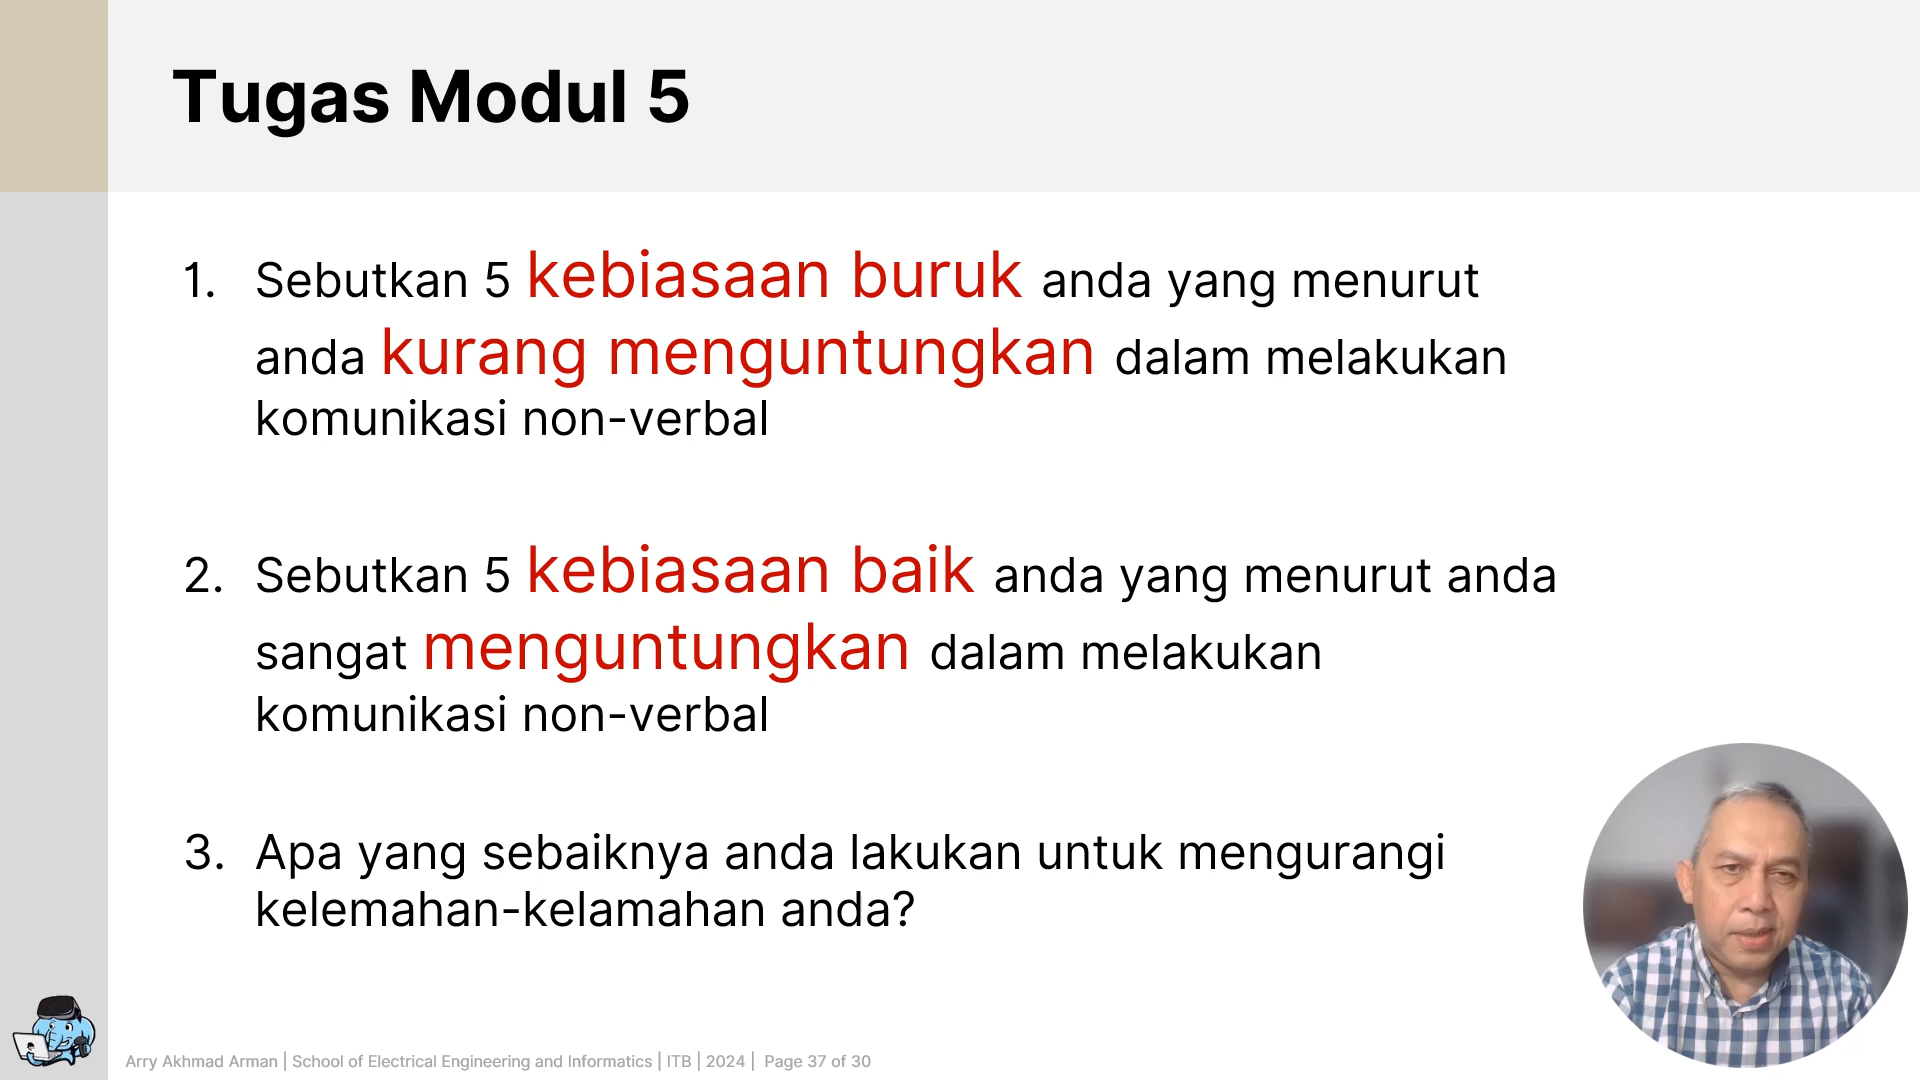 Tugas Modul 5
1. Sebutkan 5 kebiasaan buruk anda yang menurut
anda kurang menguntungkan dalam melakukan
komunikasi non-verbal
2. Sebutkan 5 kebiasaan baik anda yang menurut anda
sangat menguntungkan dalam melakukan
komunikasi non-verbal
3. Apa yang sebaiknya anda lakukan untuk mengurangi
kelemahan-kelamahan anda?
Arry Akhmad Arman | School of Electrical Engineering and Informatics | ITB | 2024 | Page 37 of 30